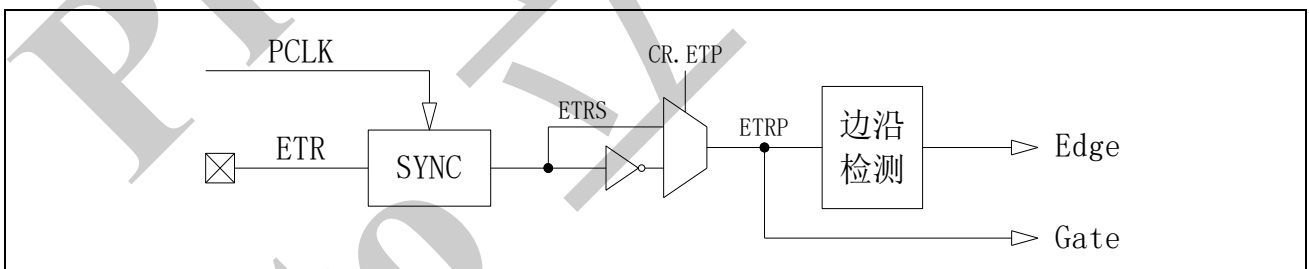 PCLK
CR. ETP
ETRS
ETR
SYNC
ETRP
边沿
检测
Edge
Gate